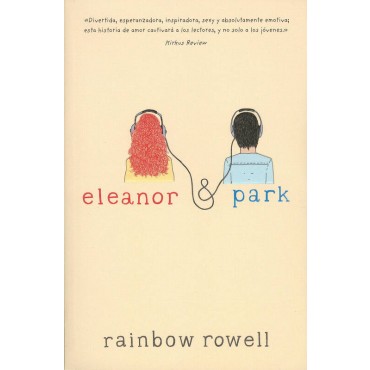 «Divertida, esperanzadora, inspiradora, sexy y absolutamente emotiva;
esta historia de amor cautivará a los lectores, y no solo a los jóvenes.»
Kirkus Review
eleanor & park
rainbow rowell